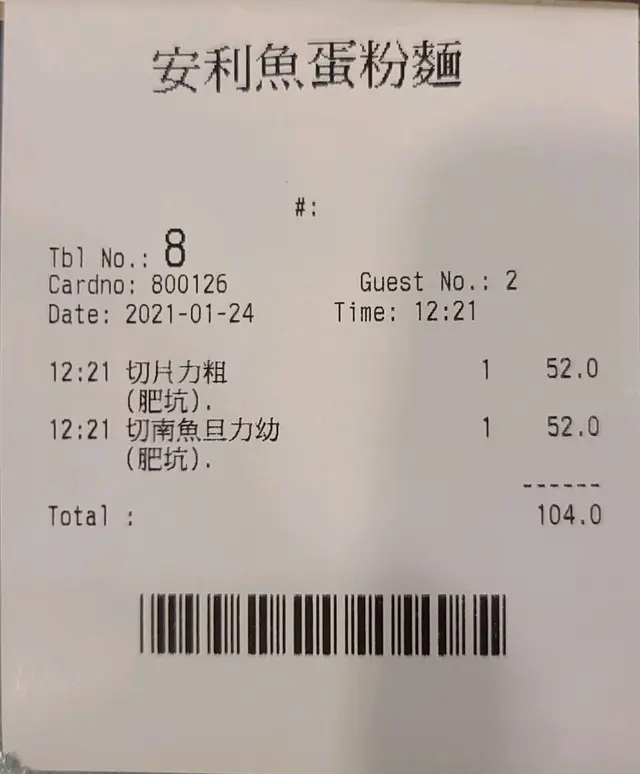 安利魚蛋粉麵
#:
Tbl No.: 8
Cardno: 800126 Guest No.: 2
Date: 2021-01-24 Time: 12:21
12:21 切片力粗 1 52.0
(肥坑).
12:21 切南魚旦力幼 1 52.0
(肥坑).
------
Total : 104.0